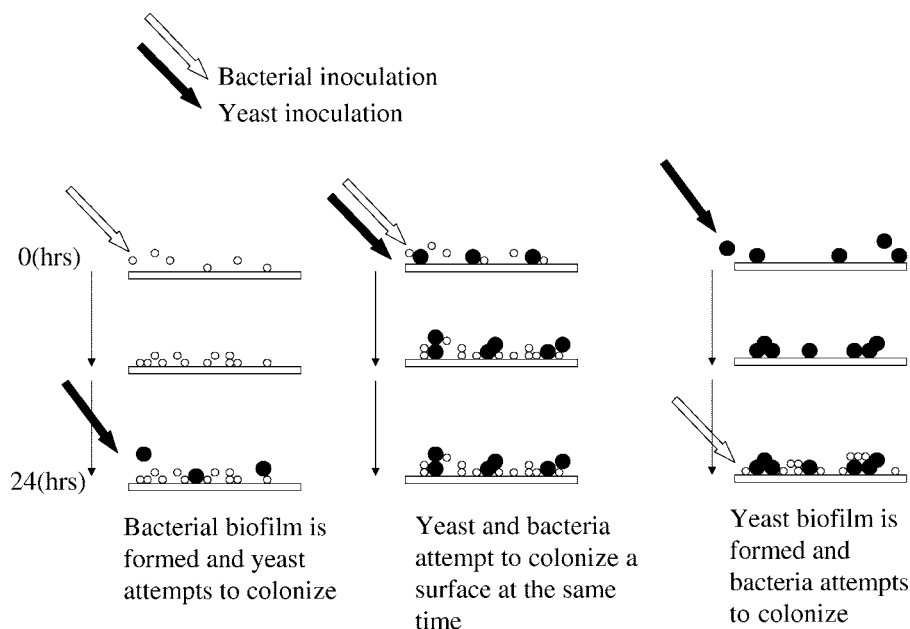 Bacterial inoculation
Yeast inoculation
0(hrs)
24(hrs)
Bacterial biofilm is
formed and yeast
attempts to colonize
Yeast and bacteria
attempt to colonize a
surface at the same
time
Yeast biofilm is
formed and
bacteria attempts
to colonize